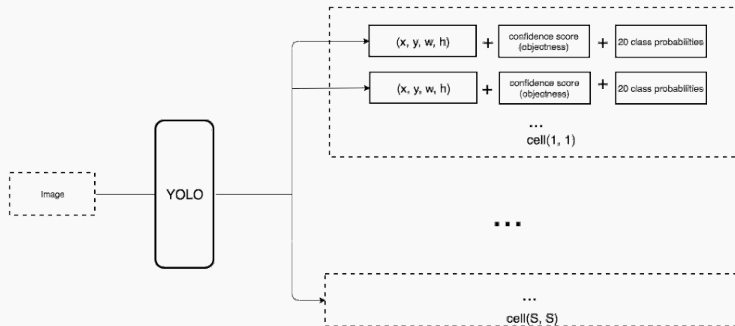 (x, y, w, h) + confidence score (objectness) + 20 class probabilities
(x, y, w, h) + confidence score (objectness) + 20 class probabilities
...
cell(1, 1)
Image
YOLO
...
...
cell(S, S)